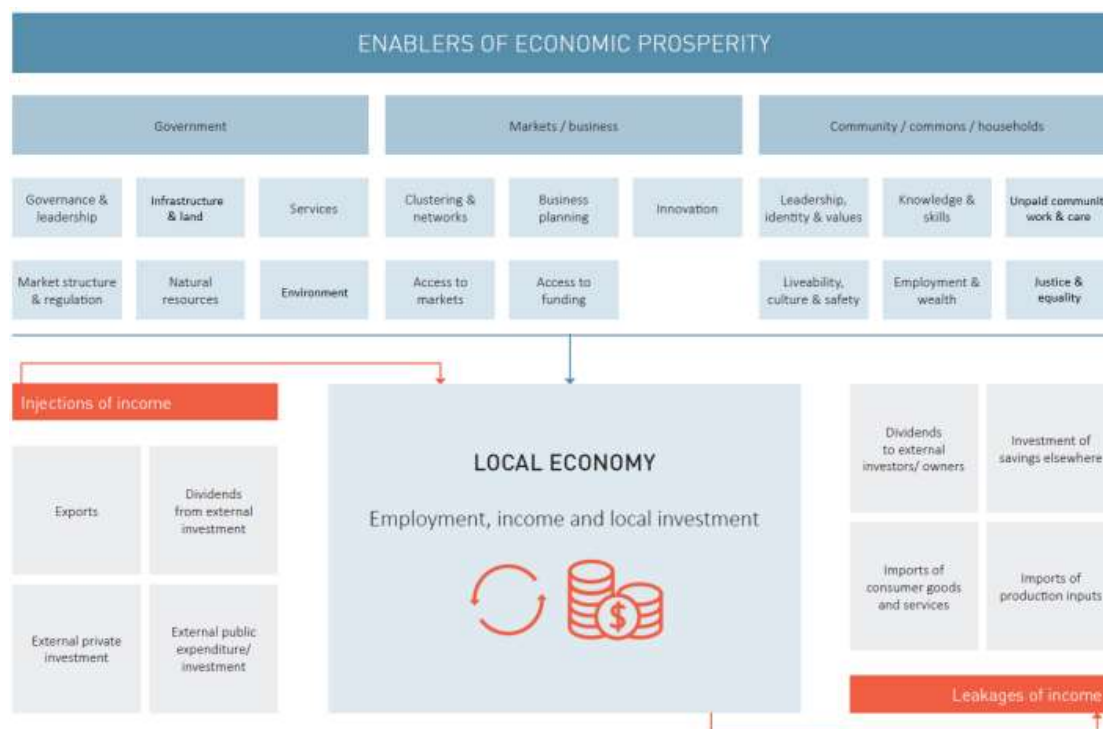 ENABLERS OF ECONOMIC PROSPERITY
Government
Markets / business
Community / commons / households
Governance &
leadership
Infrastructure
& land
Services
Clustering &
networks
Business
planning
Innovation
Leadership,
identity & values
Knowledge &
skills
Unpaid communit
work & care
Market structure
& regulation
Natural
resources
Environment
Access to
markets
Access to
funding
Liveability,
culture & safety
Employment &
wealth
Justice &
equality
Injections of income
Exports
Dividends
from external
investment
External private
investment
External public
expenditure/
investment
LOCAL ECONOMY
Employment, income and local investment
$
Dividends
to external
investors/ owners
Investment of
savings elsewhere
Imports of
consumer goods
and services
Imports of
production inputs
Leakages of income